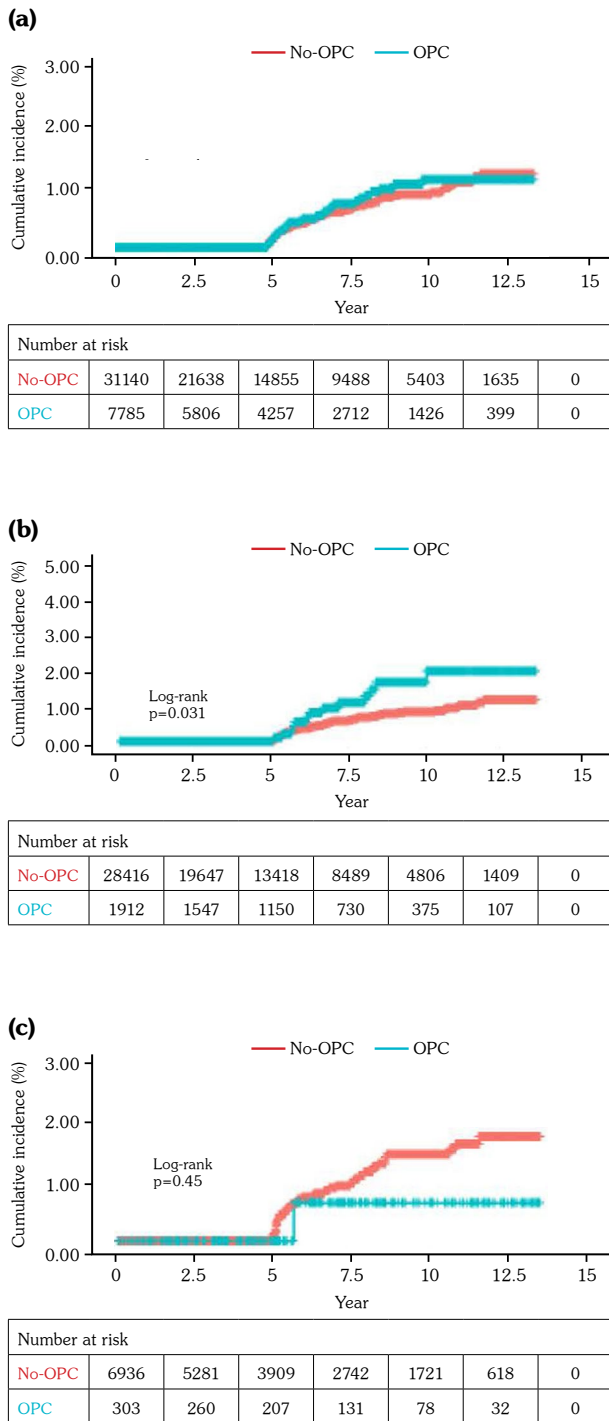 (a)
No-OPC OPC
Cumulative incidence (%)
3.00
2.00
1.00
0.00
0 2.5 5 7.5 10 12.5 15
Year
Number at risk
No-OPC 31140 21638 14855 9488 5403 1635 0
OPC 7785 5806 4257 2712 1426 399 0
(b)
No-OPC OPC
Cumulative incidence (%)
5.00
4.00
3.00
2.00
1.00
0.00
Log-rank
p=0.031
0 2.5 5 7.5 10 12.5 15
Year
Number at risk
No-OPC 28416 19647 13418 8489 4806 1409 0
OPC 1912 1547 1150 730 375 107 0
(c)
No-OPC OPC
Cumulative incidence (%)
3.00
2.00
1.00
0.00
Log-rank
p=0.45
0 2.5 5 7.5 10 12.5 15
Year
Number at risk
No-OPC 6936 5281 3909 2742 1721 618 0
OPC 303 260 207 131 78 32 0